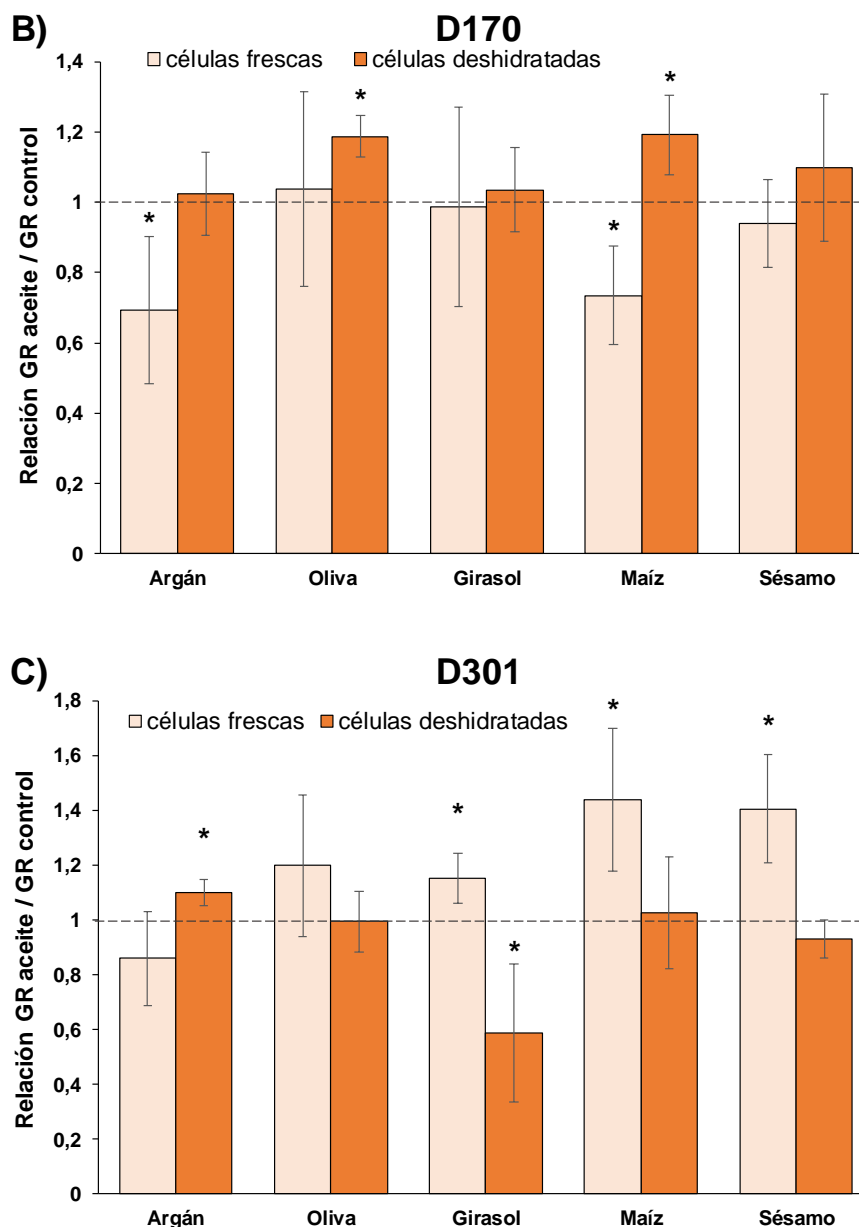 B)
D170
células frescas
células deshidratadas
Relación GR aceite / GR control
1,4
1,2
1
0,8
0,6
0,4
0,2
0
*
*
*
*
Argán
Oliva
Girasol
Maíz
Sésamo
C)
D301
células frescas
células deshidratadas
Relación GR aceite / GR control
1,8
1,6
1,4
1,2
1
0,8
0,6
0,4
0,2
0
*
*
*
*
*
Argán
Oliva
Girasol
Maíz
Sésamo